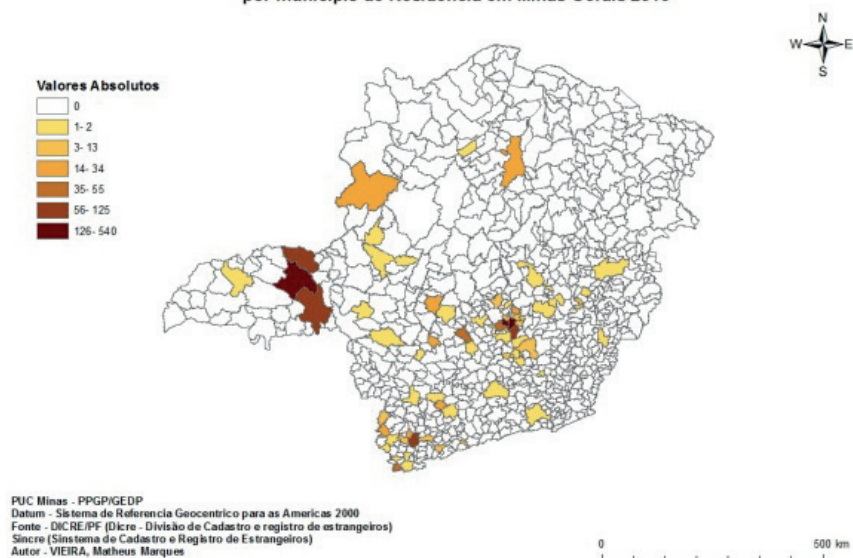 por Município de Residência em Minas Gerais
N
W E
S
Valores Absolutos
0
1- 2
3- 13
14- 34
35- 55
56- 125
126- 540
PUC Minas - PPGP/GEDP
Datum - Sistema de Referencia Geocentrico para as Americas 2000
Fonte - DICRE/PF (Dicre - Divisão de Cadastro e registro de estrangeiros)
Sincre (Sinstema de Cadastro e Registro de Estrangeiros)
Autor - VIEIRA, Matheus Marques
0 500 km